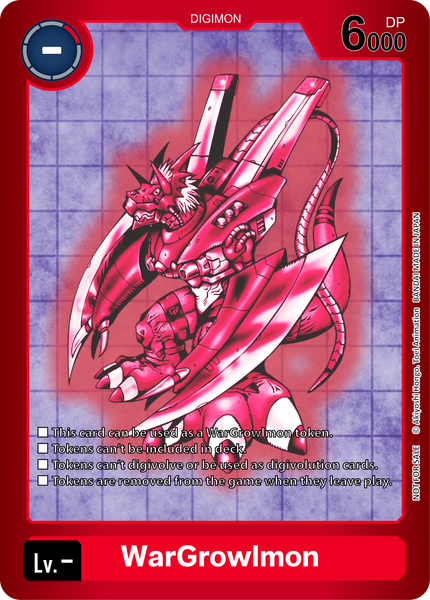 DIGIMON
-
DP
6000
■ This card can be used as a WarGrowlmon token.
■ Tokens can't be included in deck.
■ Tokens can't digivolve or be used as digivolution cards.
■ Tokens are removed from the game when they leave play.
NOT FOR SALE © Akiyoshi Hongo, Toei Animation BANDAI MADE IN JAPAN
Lv.-
WarGrowlmon